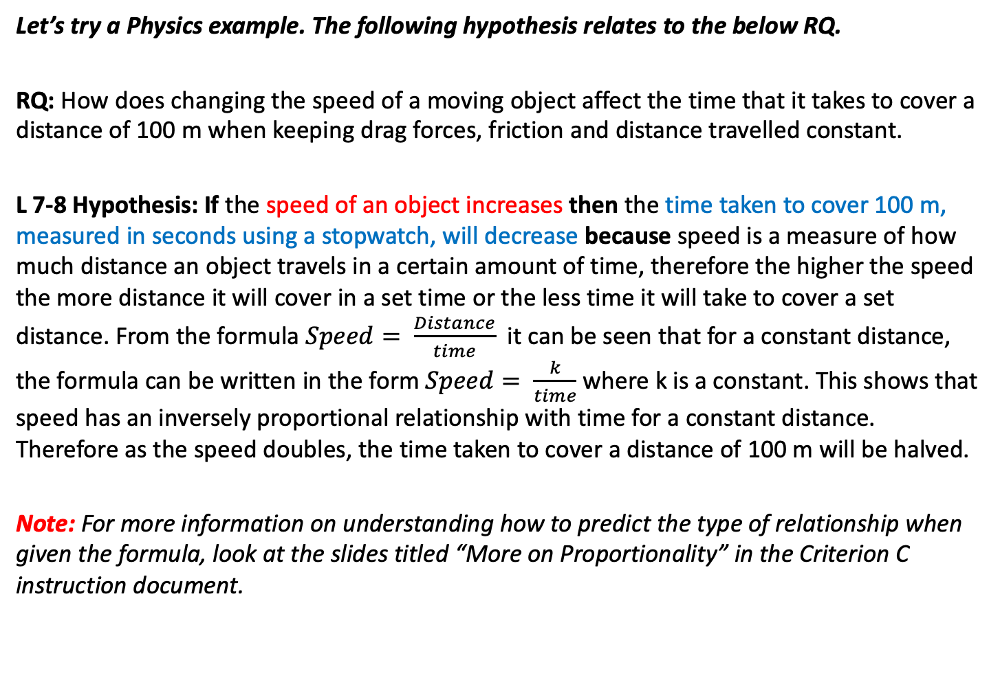 Let’s try a Physics example. The following hypothesis relates to the below RQ.
RQ: How does changing the speed of a moving object affect the time that it takes to cover a
distance of 100 m when keeping drag forces, friction and distance travelled constant.
L 7-8 Hypothesis: If the speed of an object increases then the time taken to cover 100 m,
measured in seconds using a stopwatch, will decrease because speed is a measure of how
much distance an object travels in a certain amount of time, therefore the higher the speed
the more distance it will cover in a set time or the less time it will take to cover a set
distance. From the formula Speed = Distance/time it can be seen that for a constant distance,
the formula can be written in the form Speed = k/time where k is a constant. This shows that
speed has an inversely proportional relationship with time for a constant distance.
Therefore as the speed doubles, the time taken to cover a distance of 100 m will be halved.
Note: For more information on understanding how to predict the type of relationship when
given the formula, look at the slides titled “More on Proportionality” in the Criterion C
instruction document.